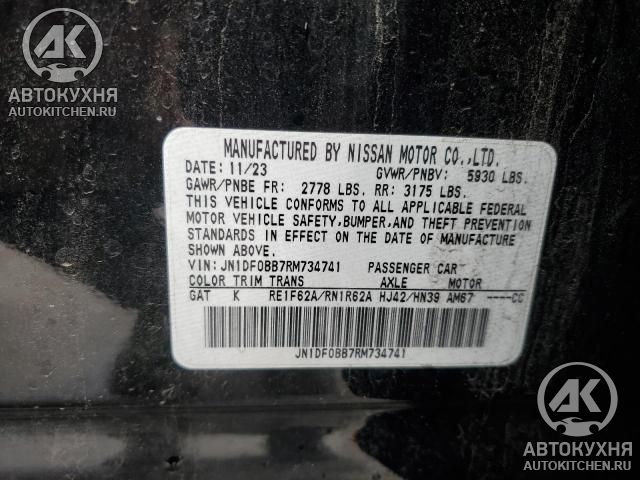 AK
АВТОКУХНЯ
AUTOKITCHEN.RU
MANUFACTURED BY NISSAN MOTOR CO.,LTD.
DATE: 11/23 GVWR/PNBV: 5930 LBS.
GAWR/PNBE FR: 2778 LBS. RR: 3175 LBS.
THIS VEHICLE CONFORMS TO ALL APPLICABLE FEDERAL
MOTOR VEHICLE SAFETY,BUMPER,AND THEFT PREVENTION
STANDARDS IN EFFECT ON THE DATE OF MANUFACTURE
SHOWN ABOVE.
VIN: JN1DF0BB7RM734741 PASSENGER CAR
COLOR TRIM TRANS AXLE MOTOR
GAT K RE1F62A/RN1R62A HJ42/HN39 AM67 ----CC
JN1DF0BB7RM734741
AK
АВТОКУХНЯ
AUTOKITCHEN.RU